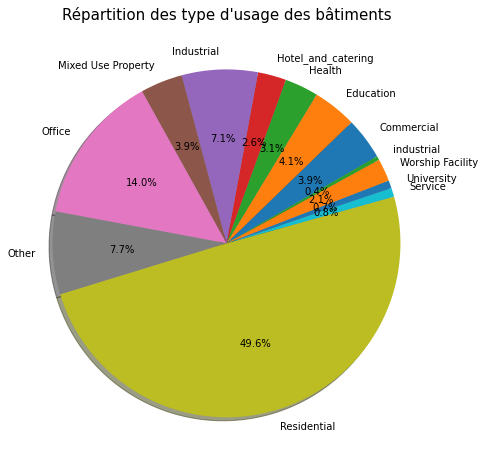 Répartition des type d'usage des bâtiments
Industrial
Hotel_and_catering
Health
Mixed Use Property
Education
Office
Commercial
industrial
Worship Facility
University
Service
Other
Residential
7.1%
2.6%
3.1%
3.9%
4.1%
14.0%
3.9%
0.4%
2.1%
0.7%
0.8%
7.7%
49.6%